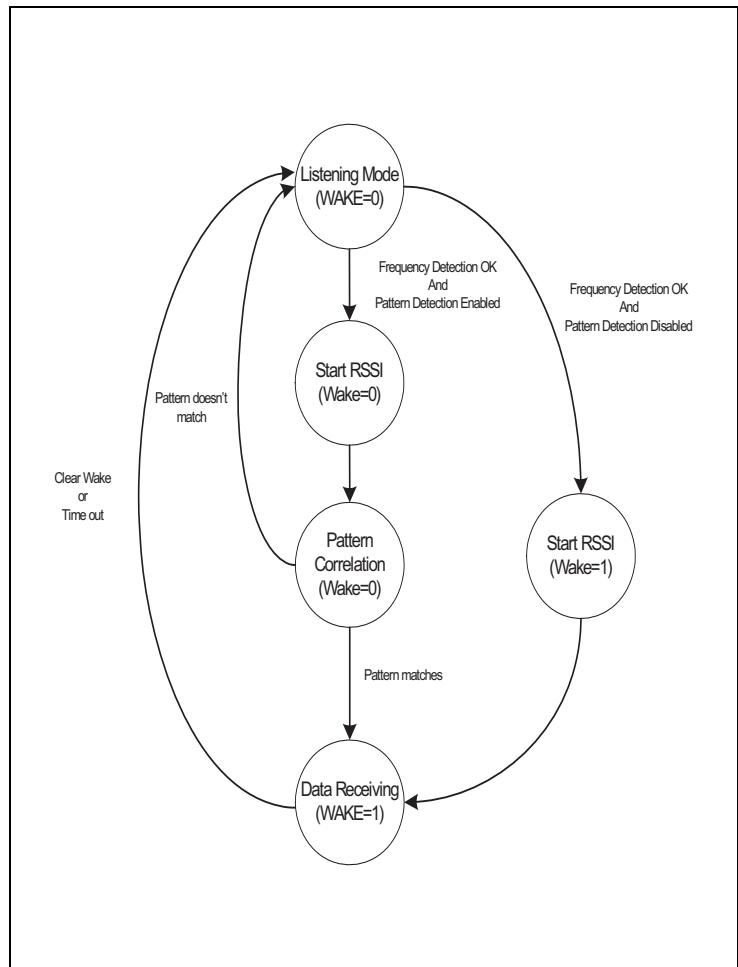 Listening Mode
(WAKE=0)
Frequency Detection OK
And
Pattern Detection Enabled
Frequency Detection OK
And
Pattern Detection Disabled
Start RSSI
(Wake=0)
Pattern doesn't
match
Clear Wake
or
Time out
Pattern
Correlation
(Wake=0)
Start RSSI
(Wake=1)
Pattern matches
Data Receiving
(WAKE=1)